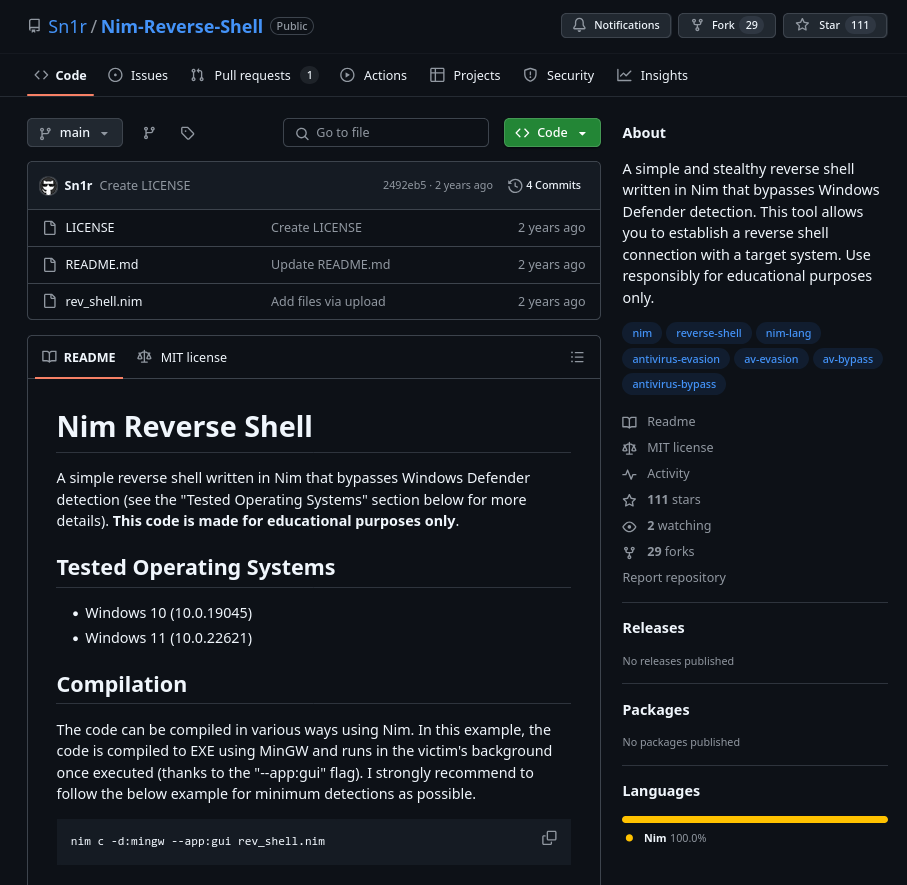 Sn1r / Nim-Reverse-Shell Public
Notifications
Fork 29
Star 111
Code
Issues
Pull requests 1
Actions
Projects
Security
Insights
main
Go to file
Code
Sn1r Create LICENSE 2492eb5 · 2 years ago 4 Commits
LICENSE Create LICENSE 2 years ago
README.md Update README.md 2 years ago
rev_shell.nim Add files via upload 2 years ago
README MIT license
Nim Reverse Shell
A simple reverse shell written in Nim that bypasses Windows Defender
detection (see the "Tested Operating Systems" section below for more
details). This code is made for educational purposes only.
Tested Operating Systems
• Windows 10 (10.0.19045)
• Windows 11 (10.0.22621)
Compilation
The code can be compiled in various ways using Nim. In this example, the
code is compiled to EXE using MinGW and runs in the victim's background
once executed (thanks to the "--app:gui" flag). I strongly recommend to
follow the below example for minimum detections as possible.
nim c -d:mingw --app:gui rev_shell.nim
About
A simple and stealthy reverse shell
written in Nim that bypasses Windows
Defender detection. This tool allows
you to establish a reverse shell
connection with a target system. Use
responsibly for educational purposes
only.
nim reverse-shell nim-lang
antivirus-evasion av-evasion av-bypass
antivirus-bypass
Readme
MIT license
Activity
111 stars
2 watching
29 forks
Report repository
Releases
No releases published
Packages
No packages published
Languages
Nim 100.0%